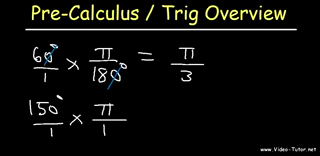 Pre-Calculus / Trig Overview
60°/1 × π/180° = π/3
150°/1 × π/1
www.Video-Tutor.net